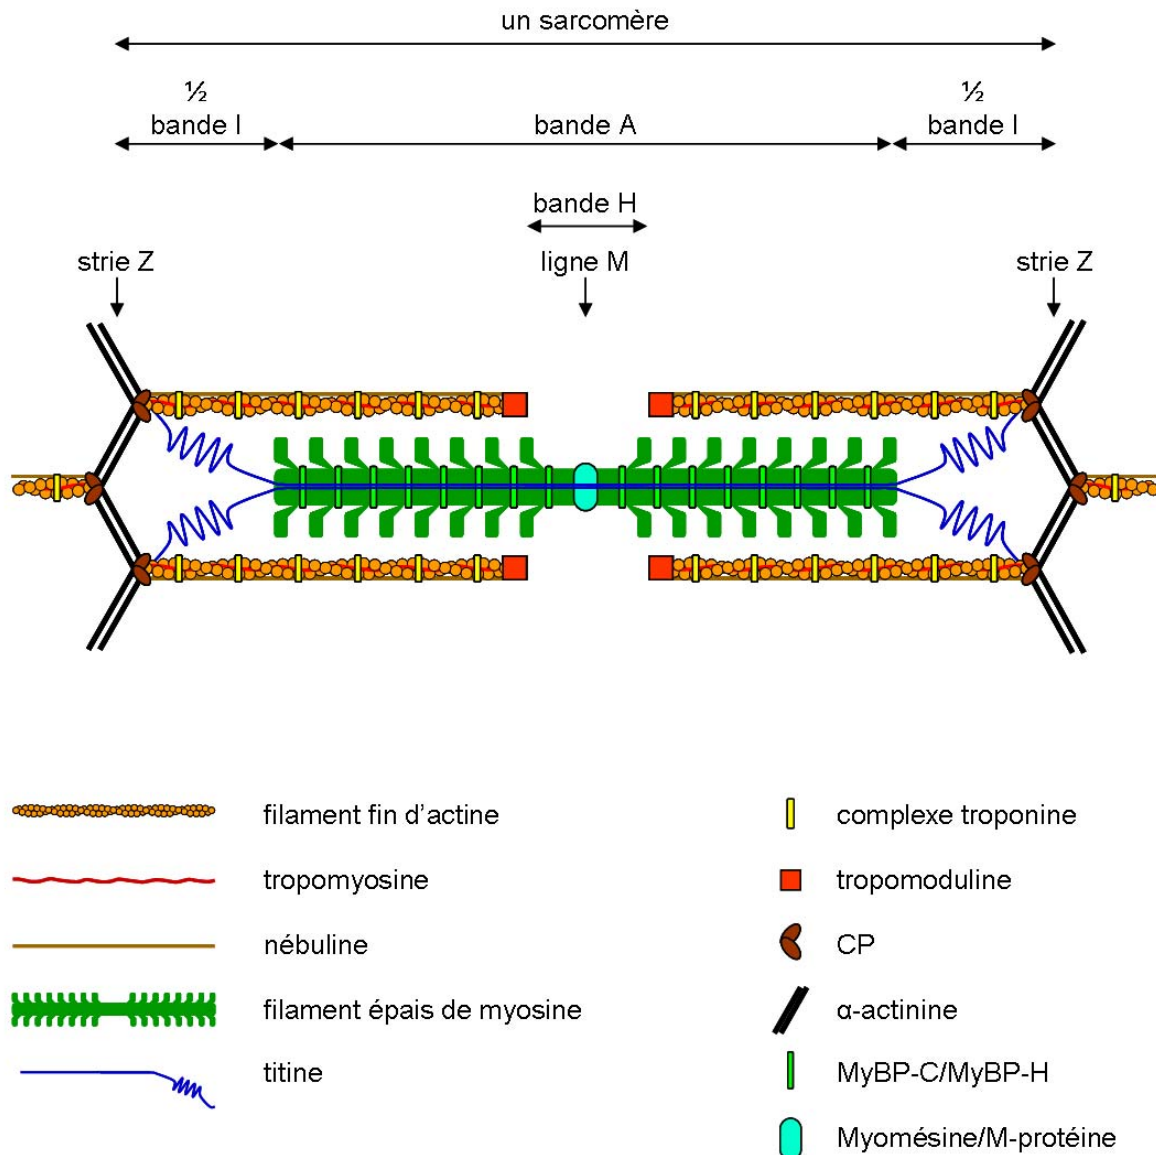 un sarcomère
½
bande I
bande A
½
bande I
bande H
strie Z
ligne M
strie Z
filament fin d’actine
complexe troponine
tropomyosine
tropomoduline
nébuline
CP
filament épais de myosine
α-actinine
titine
MyBP-C/MyBP-H
Myomésine/M-protéine